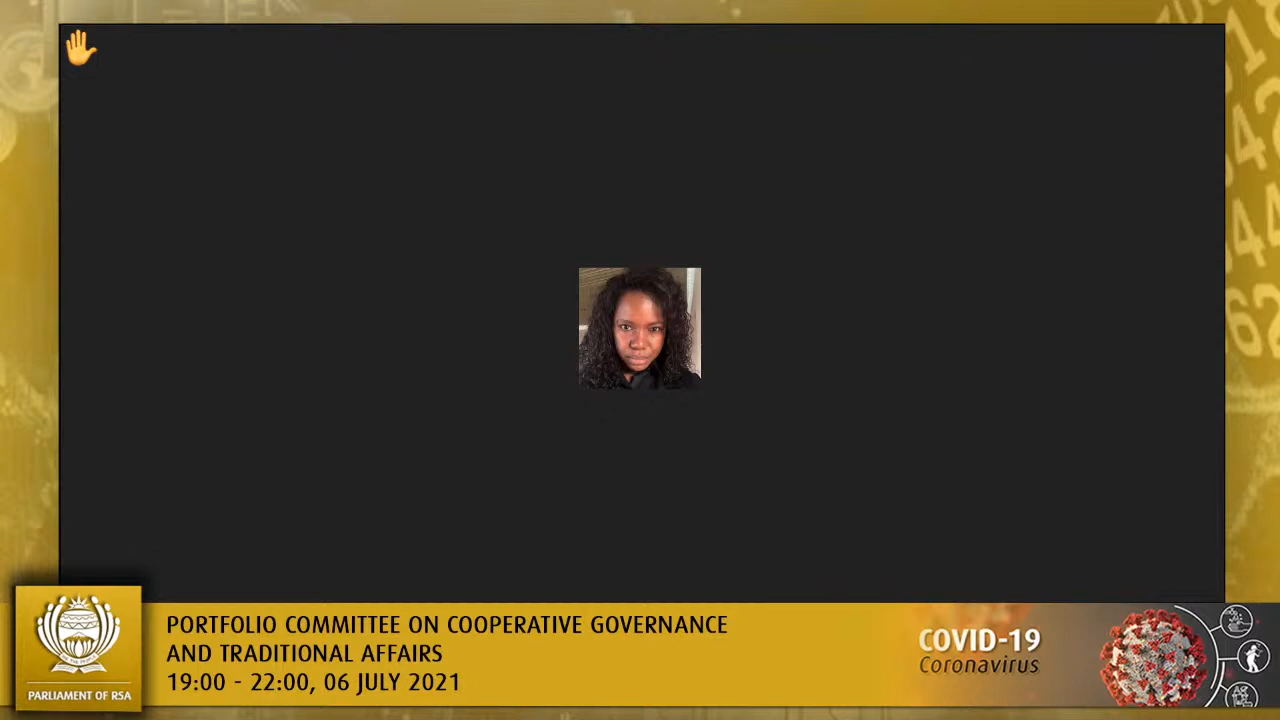 PORTFOLIO COMMITTEE ON COOPERATIVE GOVERNANCE
AND TRADITIONAL AFFAIRS
19:00 - 22:00, 06 JULY 2021
PARLIAMENT OF RSA
COVID-19
Coronavirus